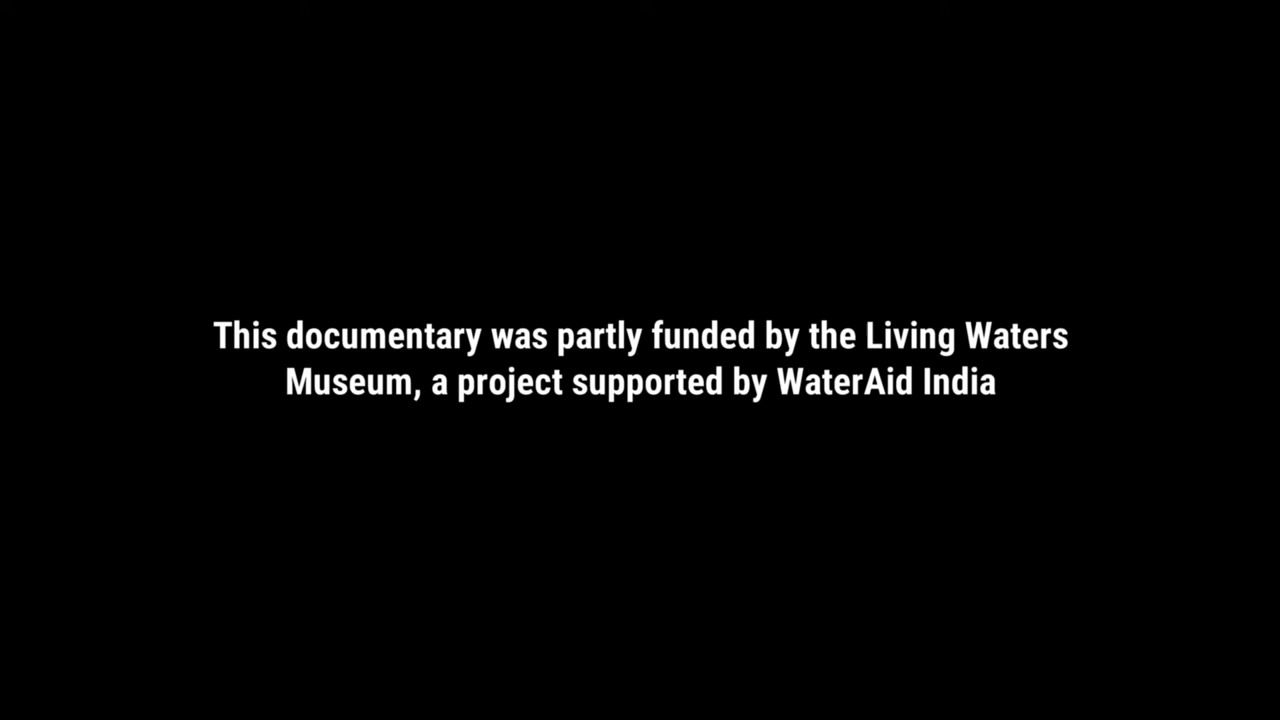 This documentary was partly funded by the Living Waters
Museum, a project supported by WaterAid India